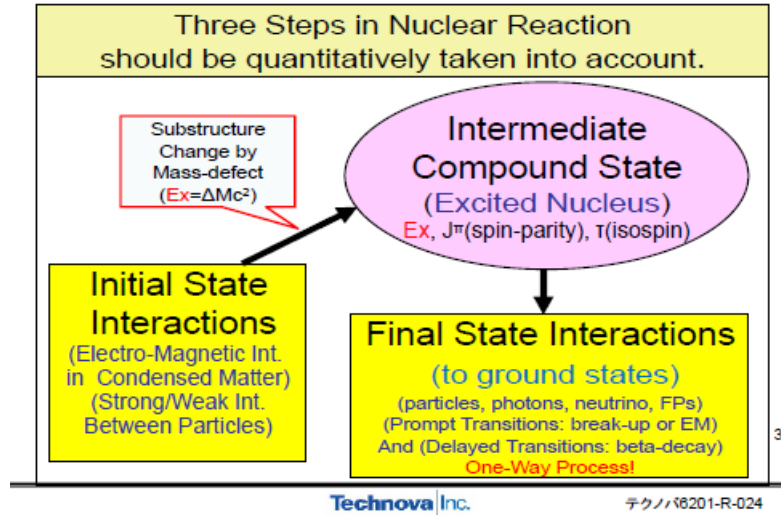 Three Steps in Nuclear Reaction
should be quantitatively taken into account.
Substructure
Change by
Mass-defect
(Ex=ΔMc²)
Intermediate
Compound State
(Excited Nucleus)
Ex, Jπ(spin-parity), τ(isospin)
Initial State
Interactions
(Electro-Magnetic Int.
in Condensed Matter)
(Strong/Weak Int.
Between Particles)
Final State Interactions
(to ground states)
(particles, photons, neutrino, FPs)
(Prompt Transitions: break-up or EM)
And (Delayed Transitions: beta-decay)
One-Way Process!
3
Technova Inc.
テクノバ6201-R-024